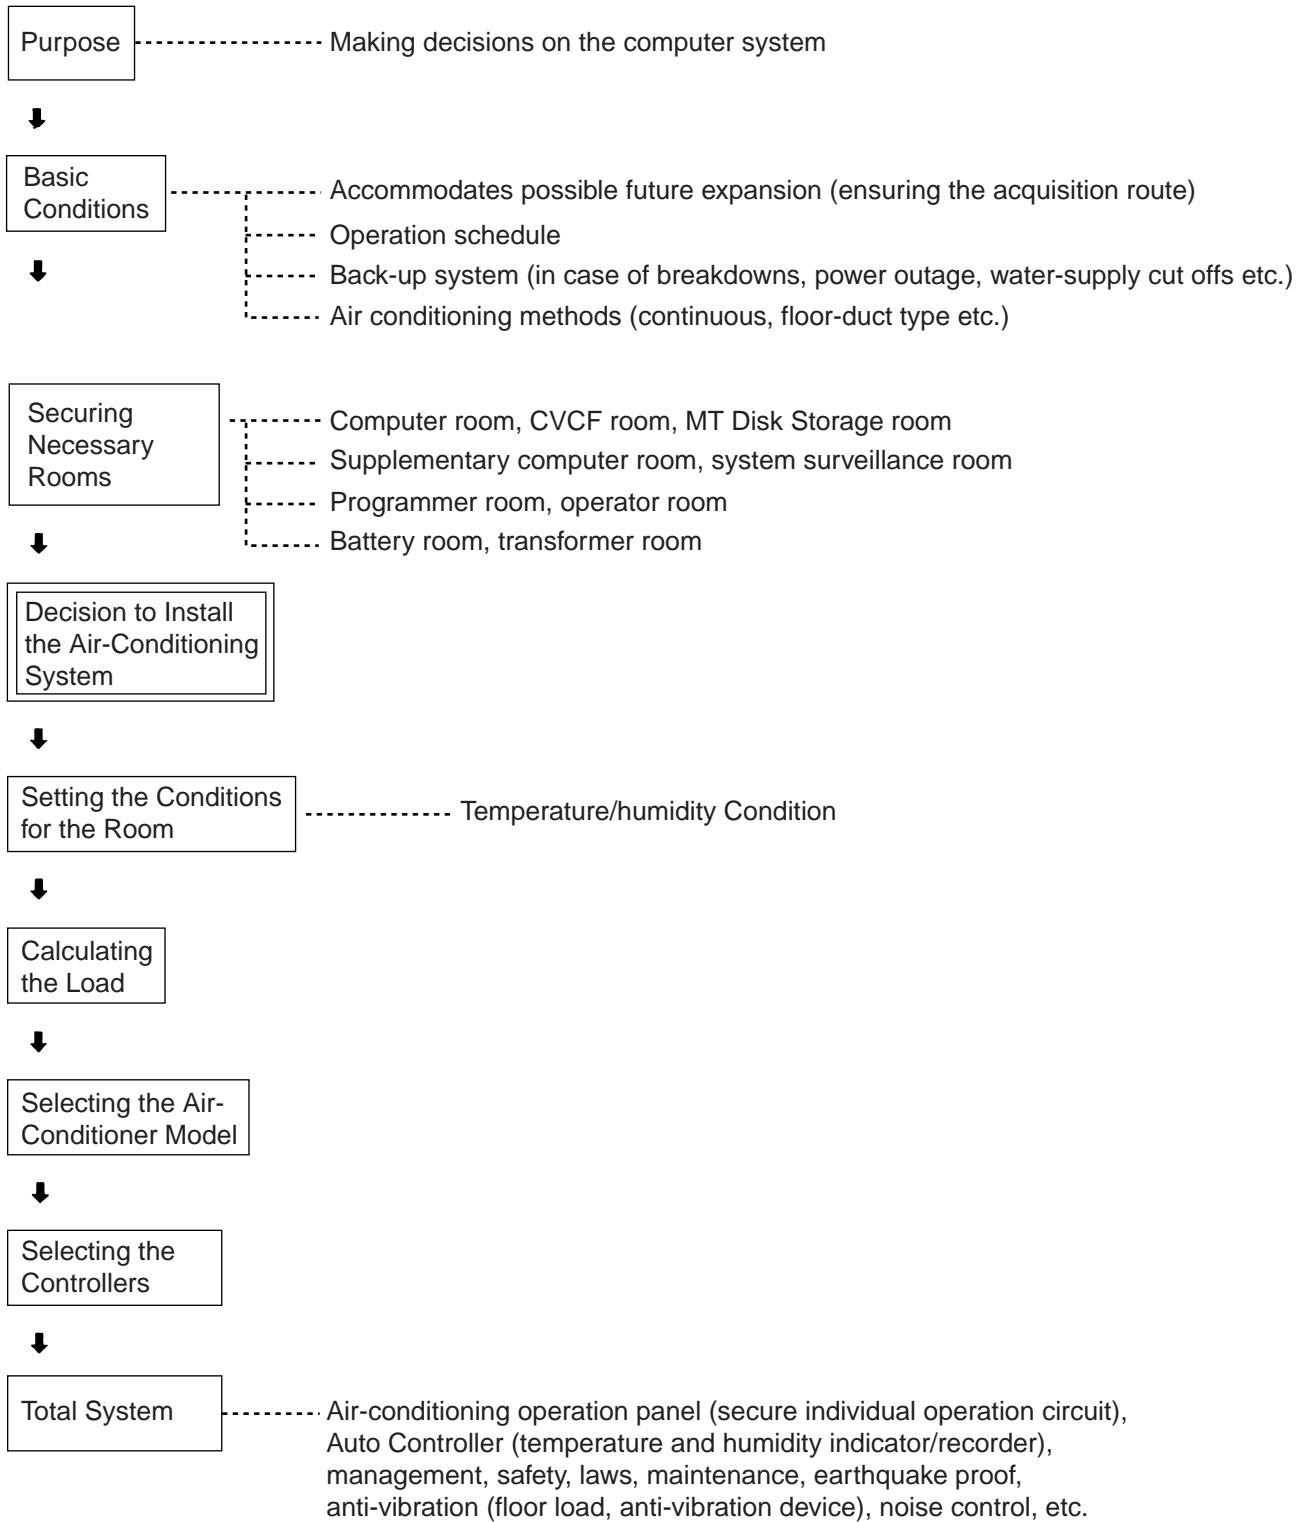 Purpose
Making decisions on the computer system
Basic
Conditions
Accommodates possible future expansion (ensuring the acquisition route)
Operation schedule
Back-up system (in case of breakdowns, power outage, water-supply cut offs etc.)
Air conditioning methods (continuous, floor-duct type etc.)
Securing
Necessary
Rooms
Computer room, CVCF room, MT Disk Storage room
Supplementary computer room, system surveillance room
Programmer room, operator room
Battery room, transformer room
Decision to Install
the Air-Conditioning
System
Setting the Conditions
for the Room
Temperature/humidity Condition
Calculating
the Load
Selecting the Air-
Conditioner Model
Selecting the
Controllers
Total System
Air-conditioning operation panel (secure individual operation circuit),
Auto Controller (temperature and humidity indicator/recorder),
management, safety, laws, maintenance, earthquake proof,
anti-vibration (floor load, anti-vibration device), noise control, etc.